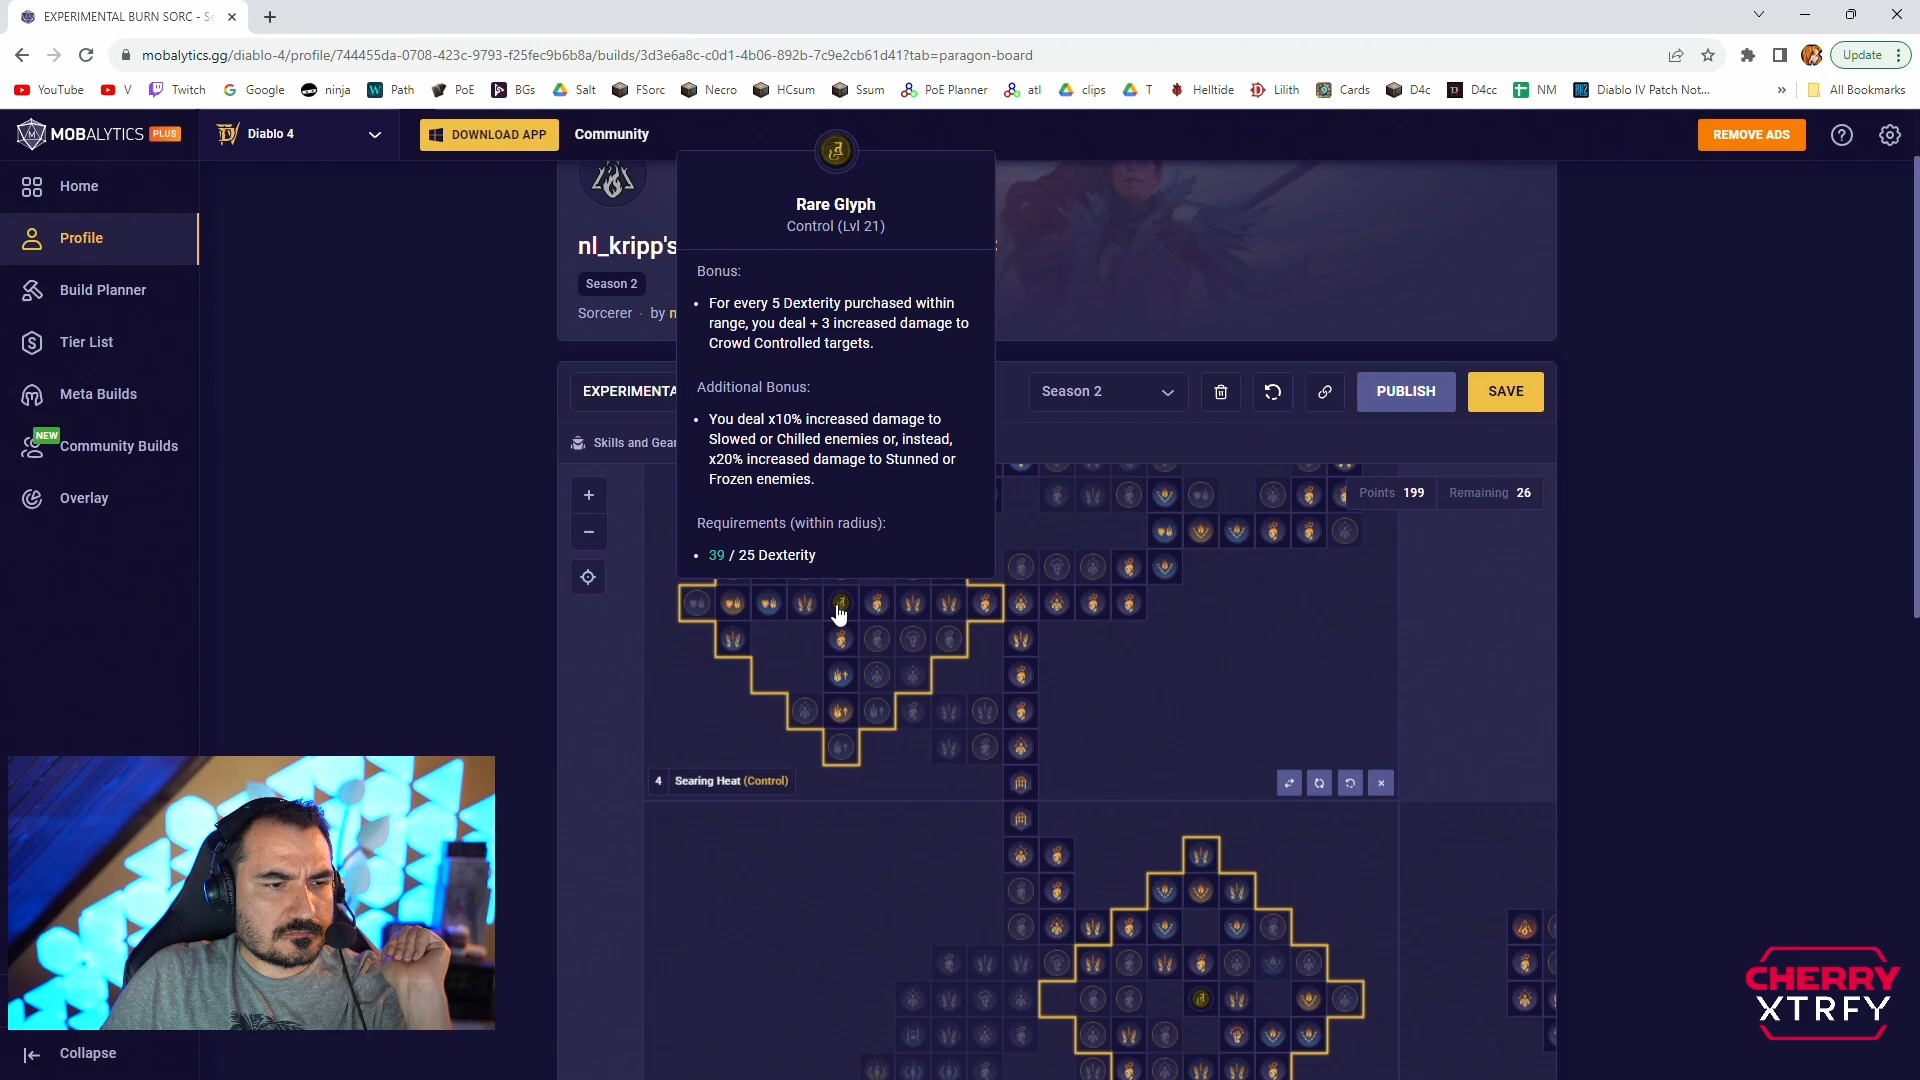 EXPERIMENTAL BURN SORC - Sc
mobalytics.gg/diablo-4/profile/744455da-0708-423c-9793-f25fec9b6b8a/builds/3d3e6a8c-c0d1-4b06-892b-7c9e2cb61d41?tab=paragon-board
Update
YouTube V Twitch Google ninja Path PoE BGs Salt FSorc Necro HCsum Ssum PoE Planner atl clips T Helltide Lilith Cards D4c D4cc NM Diablo IV Patch Not... » All Bookmarks
MOBALYTICS PLUS
Diablo 4
DOWNLOAD APP
Community
REMOVE ADS
Home
Profile
Build Planner
Tier List
Meta Builds
NEW
Community Builds
Overlay
Collapse
nl_kripp's
Season 2
Sorcerer · by
Rare Glyph
Control (Lvl 21)
Bonus:
• For every 5 Dexterity purchased within
range, you deal + 3 increased damage to
Crowd Controlled targets.
Additional Bonus:
• You deal x10% increased damage to
Slowed or Chilled enemies or, instead,
x20% increased damage to Stunned or
Frozen enemies.
Requirements (within radius):
• 39 / 25 Dexterity
EXPERIMENTA
Season 2
PUBLISH
SAVE
Skills and Gear
Points 199
Remaining 26
4 Searing Heat (Control)
CHERRY
XTRFY